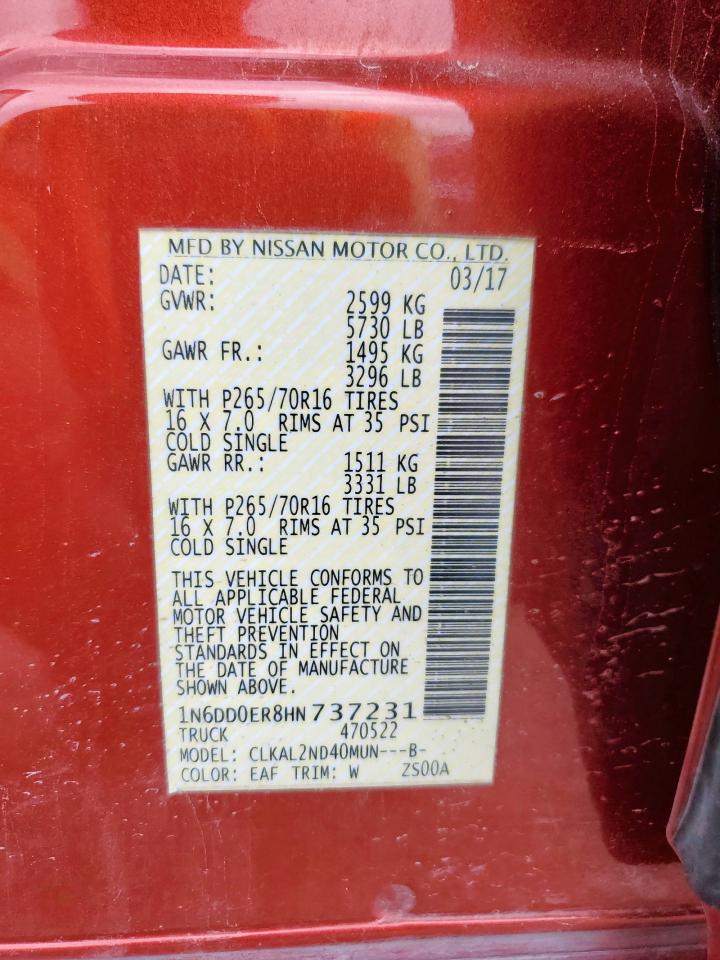 MFD BY NISSAN MOTOR CO., LTD.
DATE: 03/17
GVWR: 2599 KG
5730 LB
GAWR FR.: 1495 KG
3296 LB
WITH P265/70R16 TIRES
16 X 7.0 RIMS AT 35 PSI
COLD SINGLE
GAWR RR.: 1511 KG
3331 LB
WITH P265/70R16 TIRES
16 X 7.0 RIMS AT 35 PSI
COLD SINGLE
THIS VEHICLE CONFORMS TO
ALL APPLICABLE FEDERAL
MOTOR VEHICLE SAFETY AND
THEFT PREVENTION
STANDARDS IN EFFECT ON
THE DATE OF MANUFACTURE
SHOWN ABOVE.
1N6DD0ER8HN737231
TRUCK 470522
MODEL: CLKAL2ND40MUN---B-
COLOR: EAF TRIM: W ZS00A